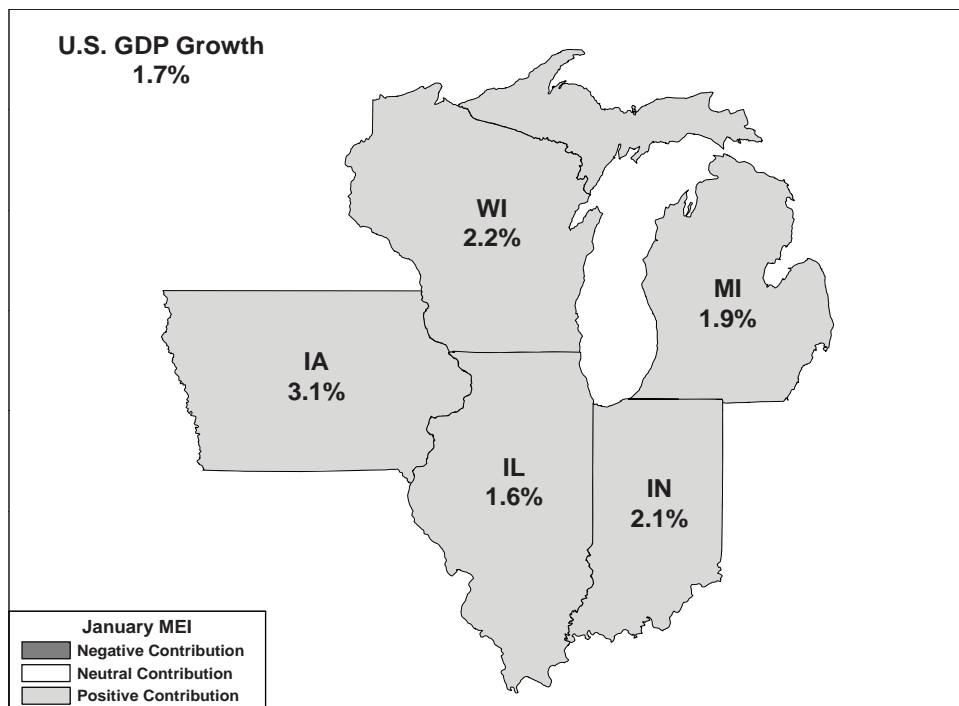 U.S. GDP Growth
1.7%
WI
2.2%
MI
1.9%
IA
3.1%
IL
1.6%
IN
2.1%
January MEI
Negative Contribution
Neutral Contribution
Positive Contribution